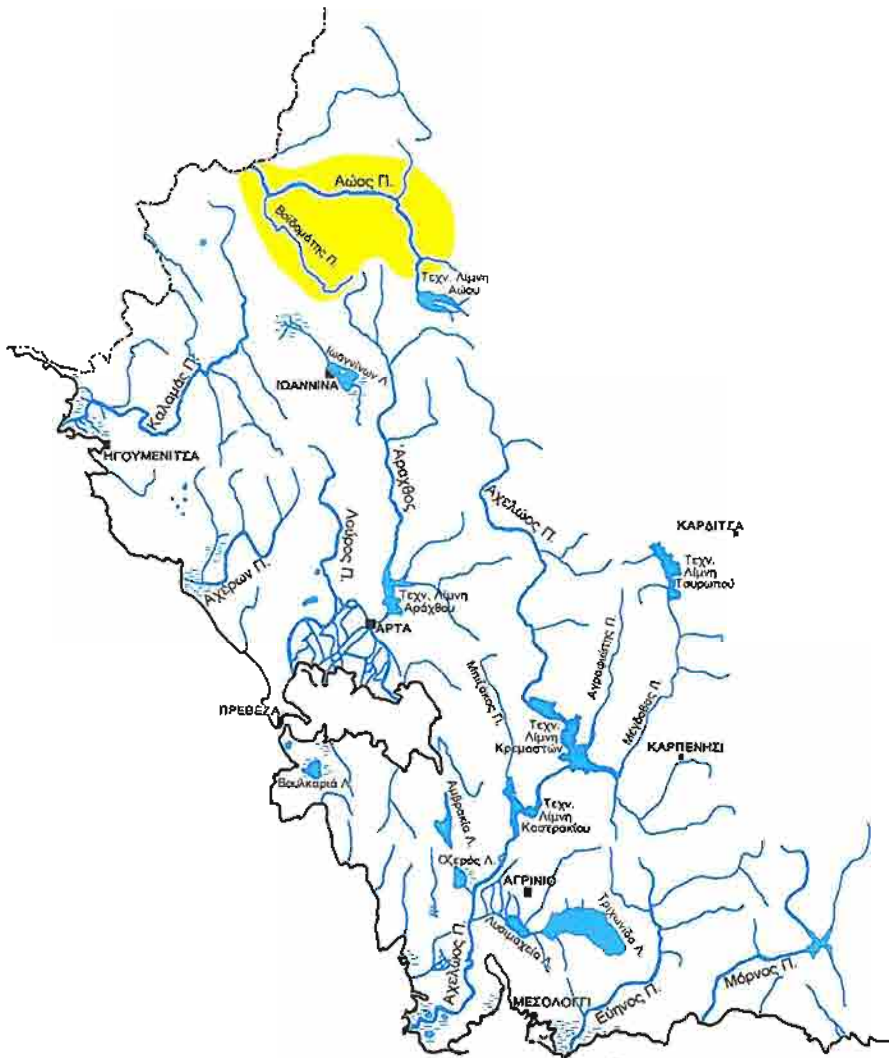 Αώος Π.
Βοϊδομάτης Π.
Τεχν. Λίμνη
Αώου
Ιωαννίνων Λ.
ΙΩΑΝΝΙΝΑ
Καλαμάς Π.
ΗΓΟΥΜΕΝΙΤΣΑ
Άραχθος
Αχελώος Π.
ΚΑΡΔΙΤΣΑ
Λούρος Π.
Αχέρων Π.
Τεχν.
Λίμνη
Ταυρωπού
Τεχν. Λίμνη
Αράχθου
ΑΡΤΑ
Αγραφιώτης Π.
Μπιζάκος Π.
Μέγδοβας Π.
ΠΡΕΒΕΖΑ
Τεχν.
Λίμνη
Κρεμαστών
ΚΑΡΠΕΝΗΣΙ
Βουλκαριά Λ.
Αμβρακία Λ.
Τεχν.
Λίμνη
Καστρακίου
Οζερός Λ.
ΑΓΡΙΝΙΟ
Τριχωνίδα Λ.
Λυσιμαχεία Λ.
Αχελώος Π.
ΜΕΣΟΛΟΓΓΙ
Εύηνος Π.
Μόρνος Π.